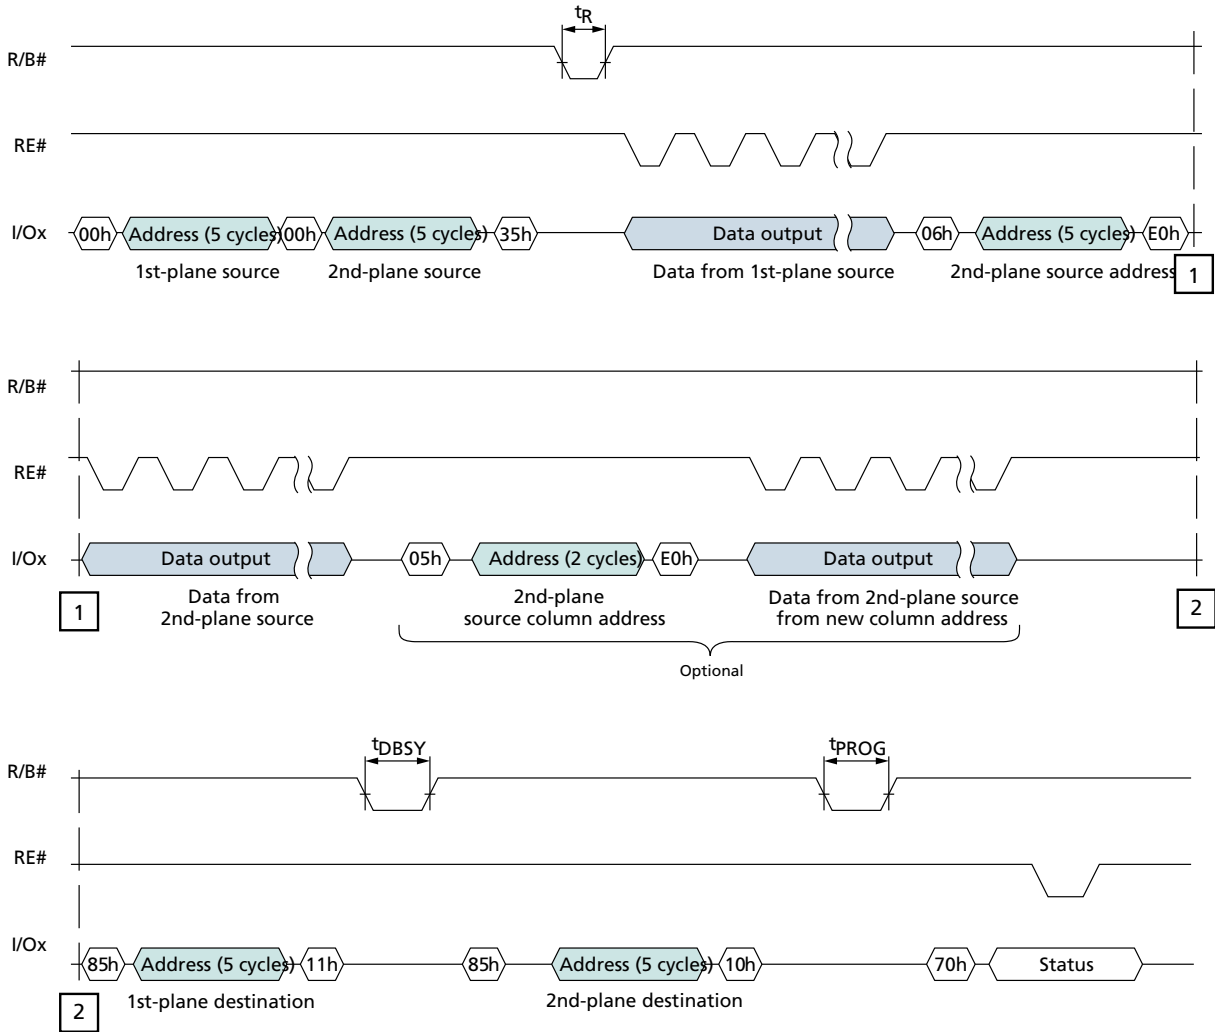 tR
R/B#
RE#
I/Ox
00h Address (5 cycles) 00h Address (5 cycles) 35h Data output 06h Address (5 cycles) E0h
1st-plane source 2nd-plane source Data from 1st-plane source 2nd-plane source address
1
R/B#
RE#
I/Ox
Data output 05h Address (2 cycles) E0h Data output
1
Data from
2nd-plane source
2nd-plane
source column address
Data from 2nd-plane source
from new column address
2
Optional
tDBSY tPROG
R/B#
RE#
I/Ox
85h Address (5 cycles) 11h 85h Address (5 cycles) 10h 70h Status
1st-plane destination 2nd-plane destination
2